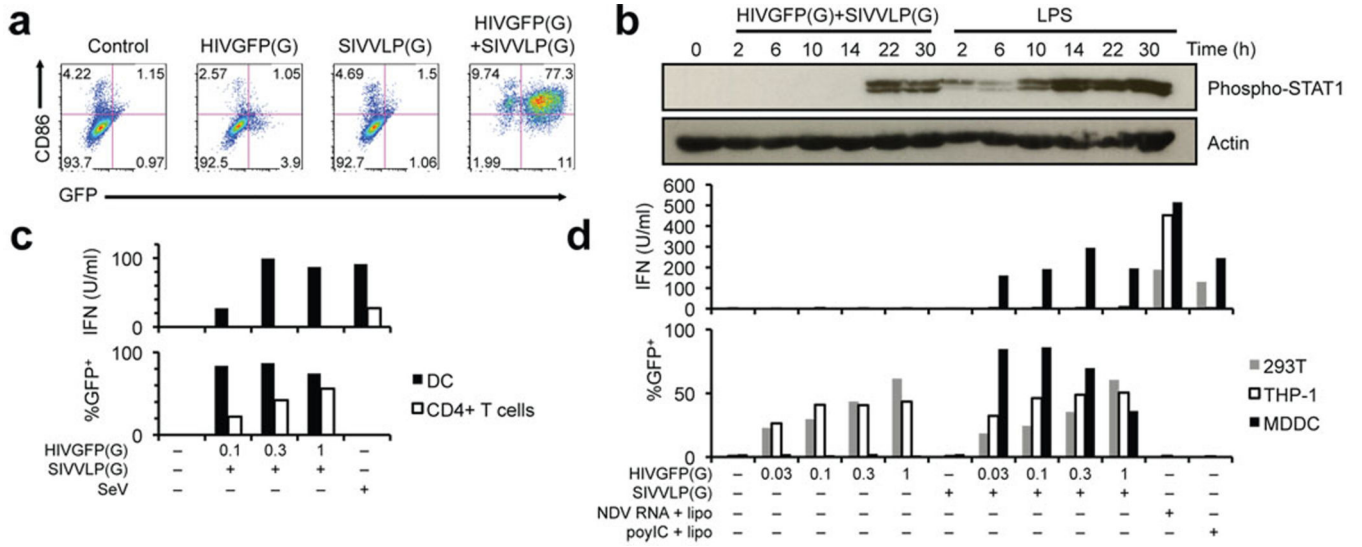 a
Control
HIVGFP(G)
SIVVLP(G)
HIVGFP(G)
+SIVVLP(G)
4.22 1.15
93.7 0.97
2.57 1.05
92.5 3.9
4.69 1.5
92.7 1.06
9.74 77.3
1.99 11
CD86
GFP
b
HIVGFP(G)+SIVVLP(G) LPS
0 2 6 10 14 22 30 2 6 10 14 22 30 Time (h)
Phospho-STAT1
Actin
c
IFN (U/ml)
100
0
%GFP+
100
0
DC
CD4+ T cells
HIVGFP(G) – 0.1 0.3 1 –
SIVVLP(G) – + + + –
SeV – – – – +
d
IFN (U/ml)
600
500
400
300
200
100
0
%GFP+
100
50
0
293T
THP-1
MDDC
HIVGFP(G) – 0.03 0.1 0.3 1 – 0.03 0.1 0.3 1 – –
SIVVLP(G) – – – – – + + + + + – –
NDV RNA + lipo – – – – – – – – – – + –
poyIC + lipo – – – – – – – – – – – +